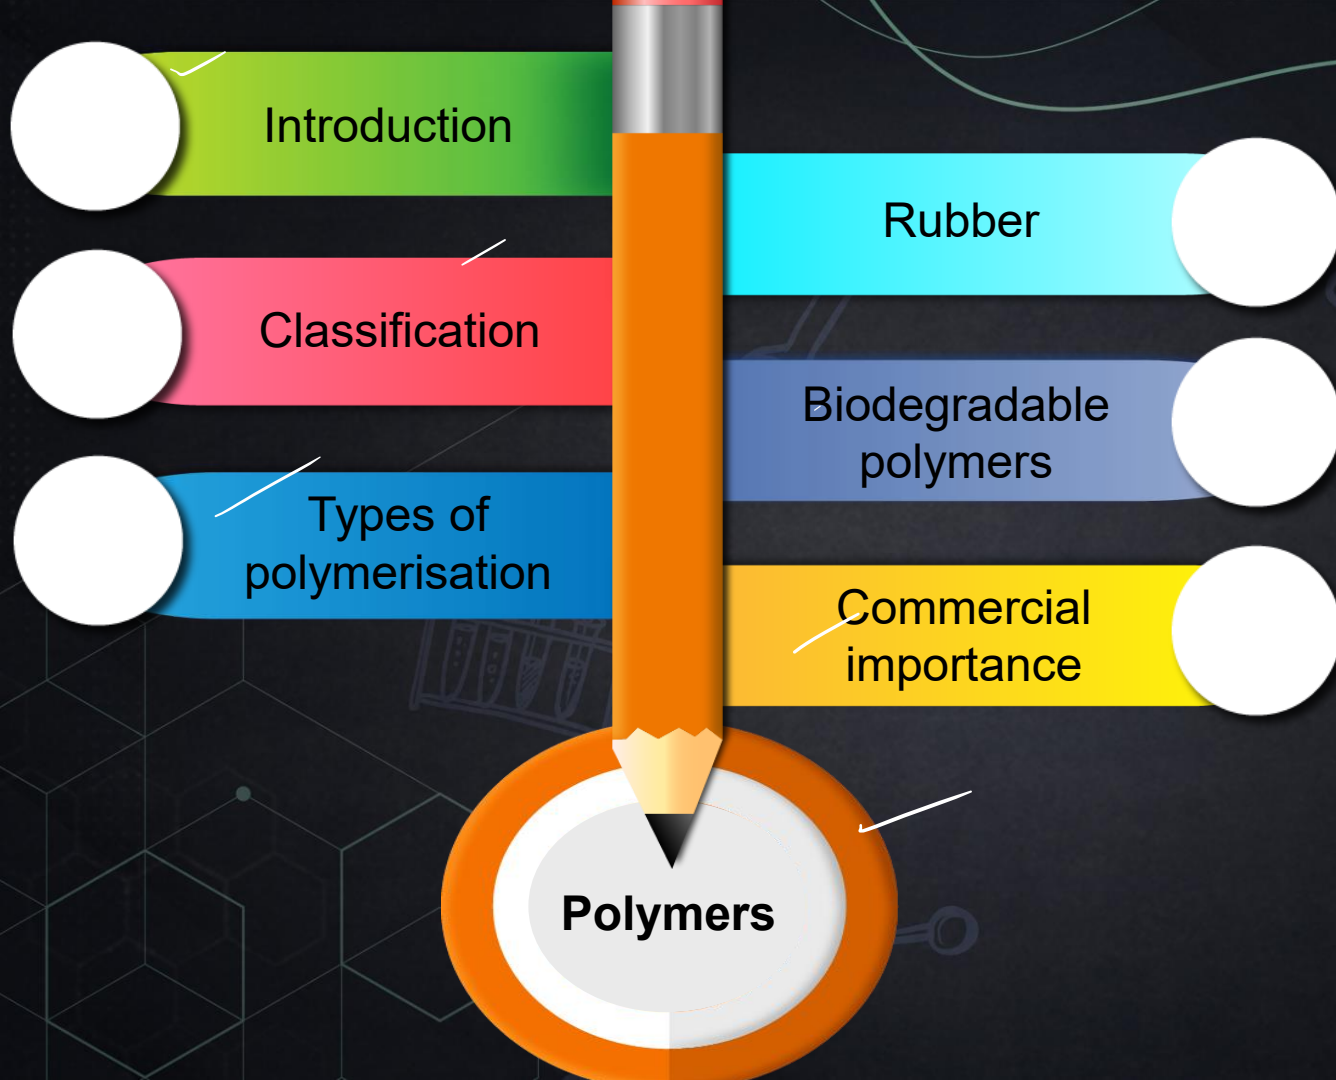 Introduction
Classification
Types of
polymerisation
Rubber
Biodegradable
polymers
Commercial
importance
Polymers